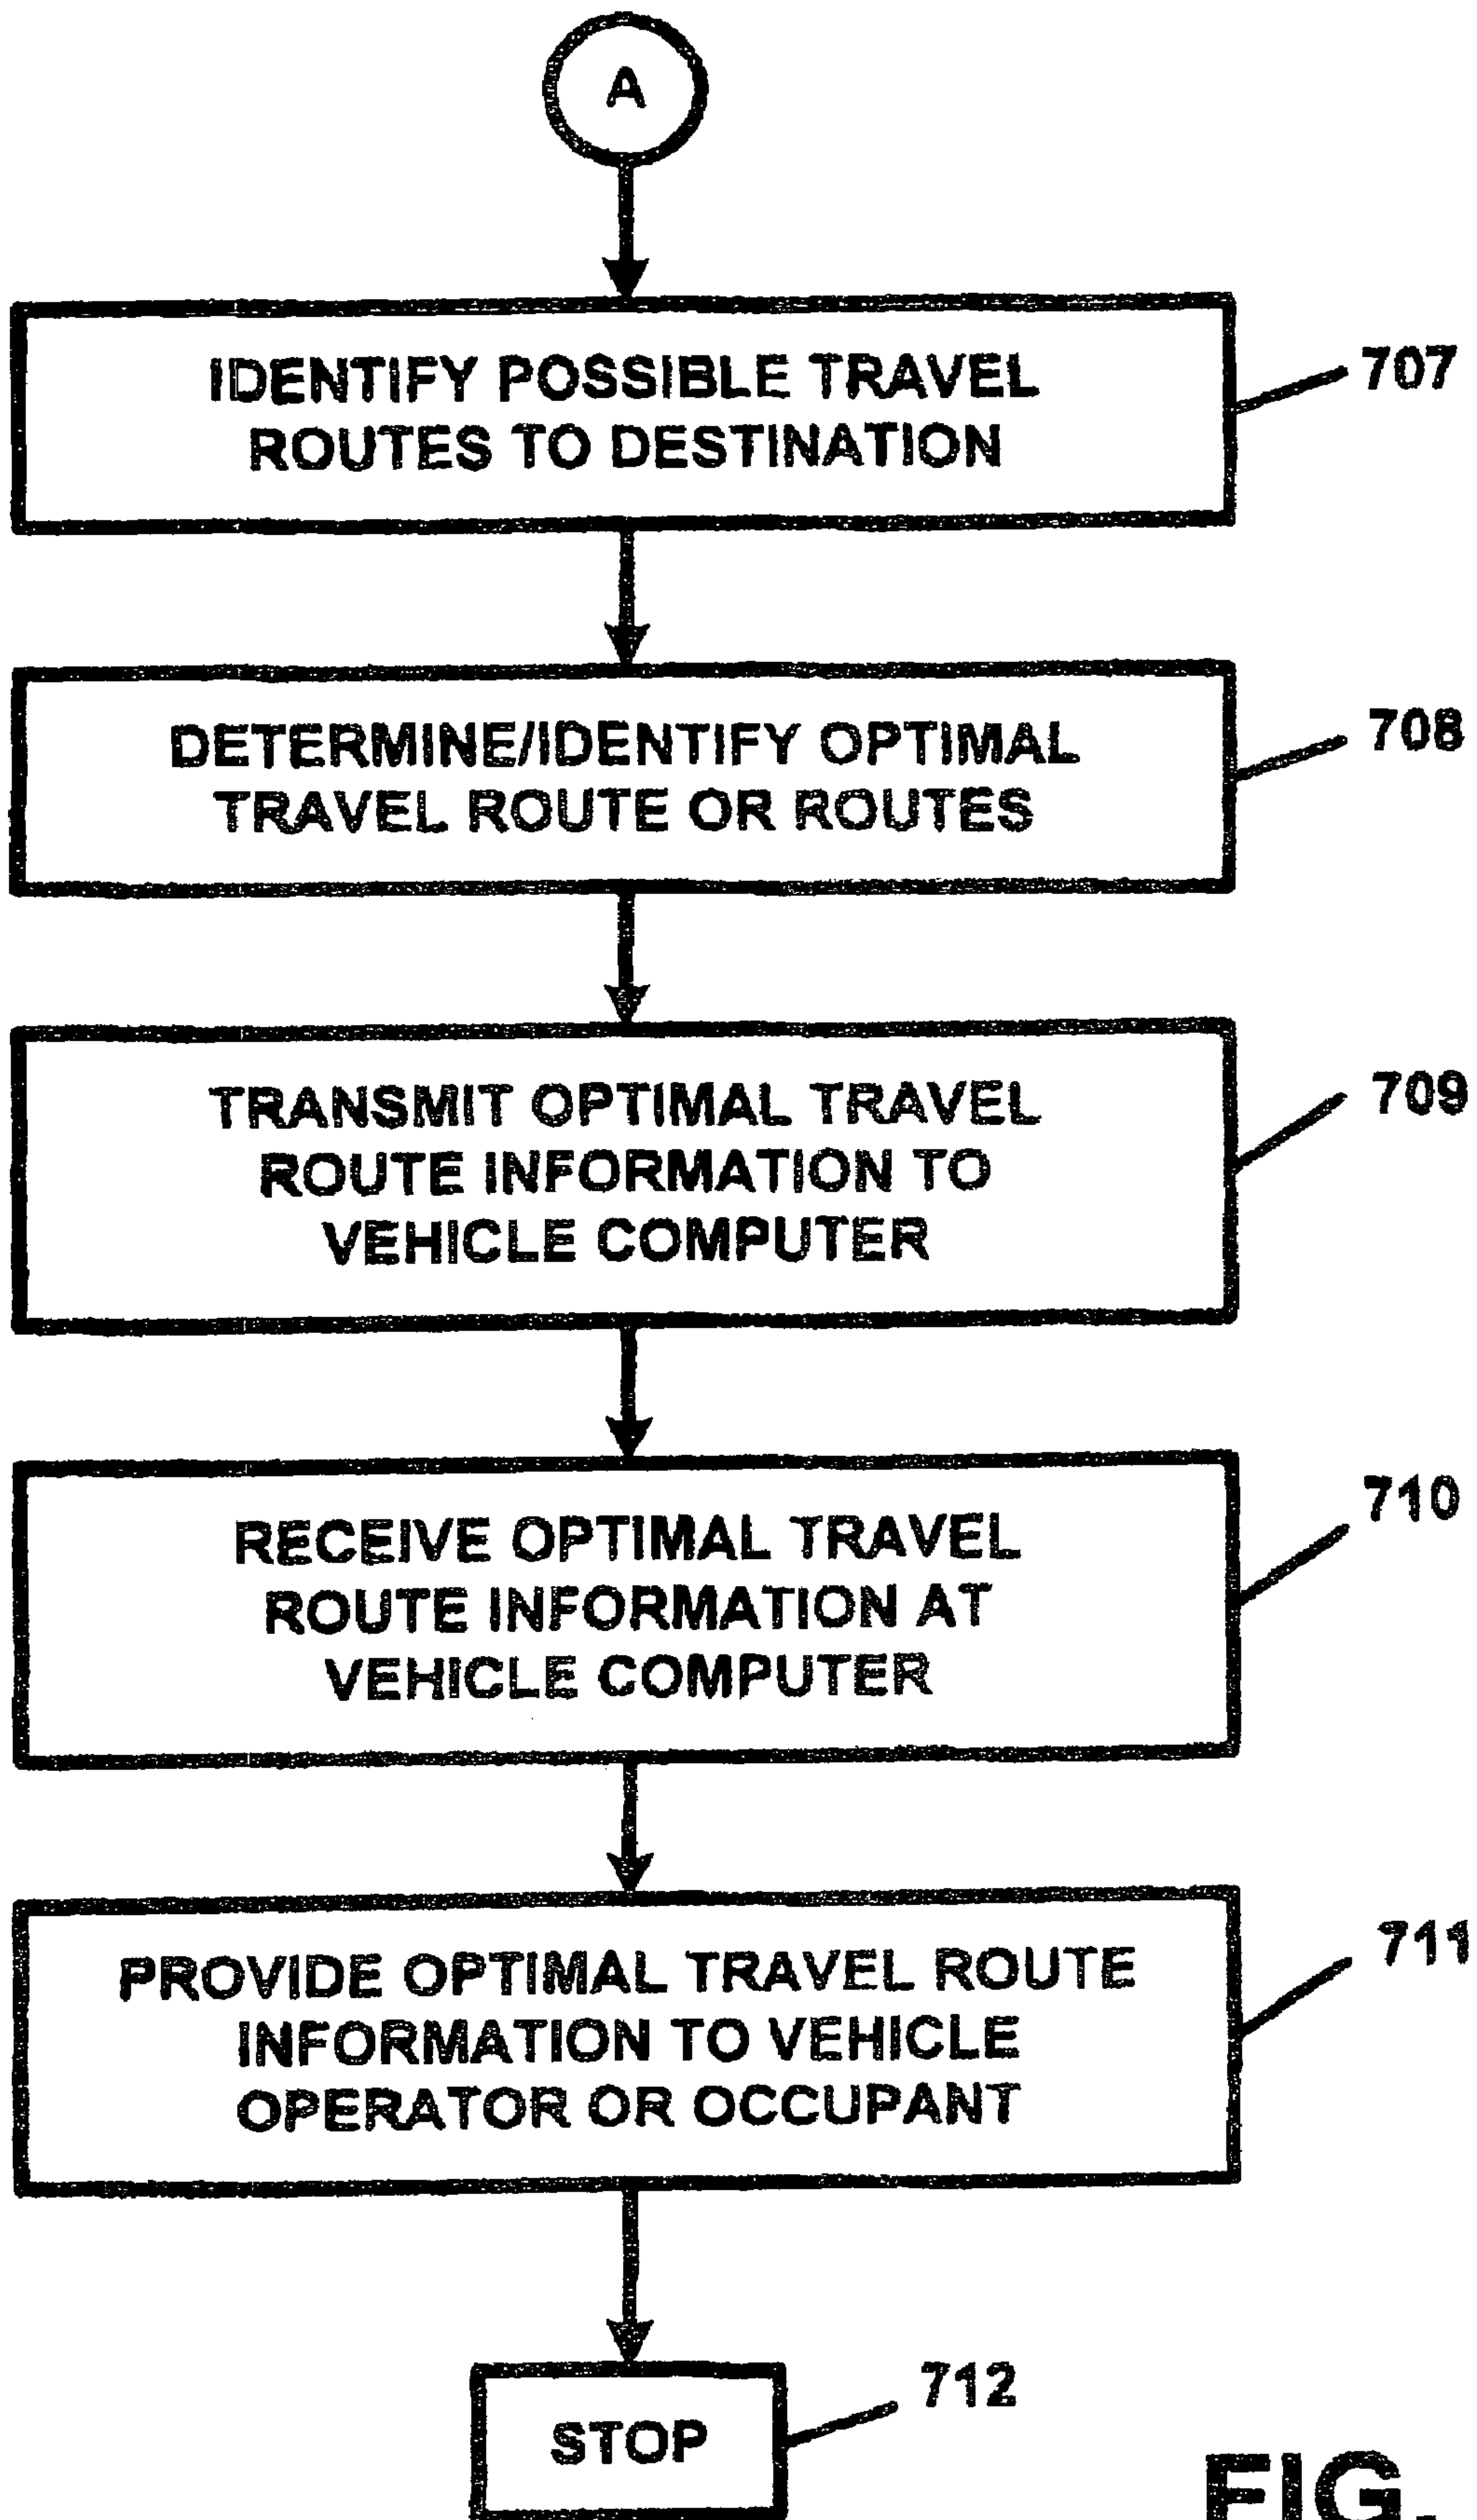 A
IDENTIFY POSSIBLE TRAVEL
ROUTES TO DESTINATION
707
DETERMINE/IDENTIFY OPTIMAL
TRAVEL ROUTE OR ROUTES
708
TRANSMIT OPTIMAL TRAVEL
ROUTE INFORMATION TO
VEHICLE COMPUTER
709
RECEIVE OPTIMAL TRAVEL
ROUTE INFORMATION AT
VEHICLE COMPUTER
710
PROVIDE OPTIMAL TRAVEL ROUTE
INFORMATION TO VEHICLE
OPERATOR OR OCCUPANT
711
STOP
712
FIG.